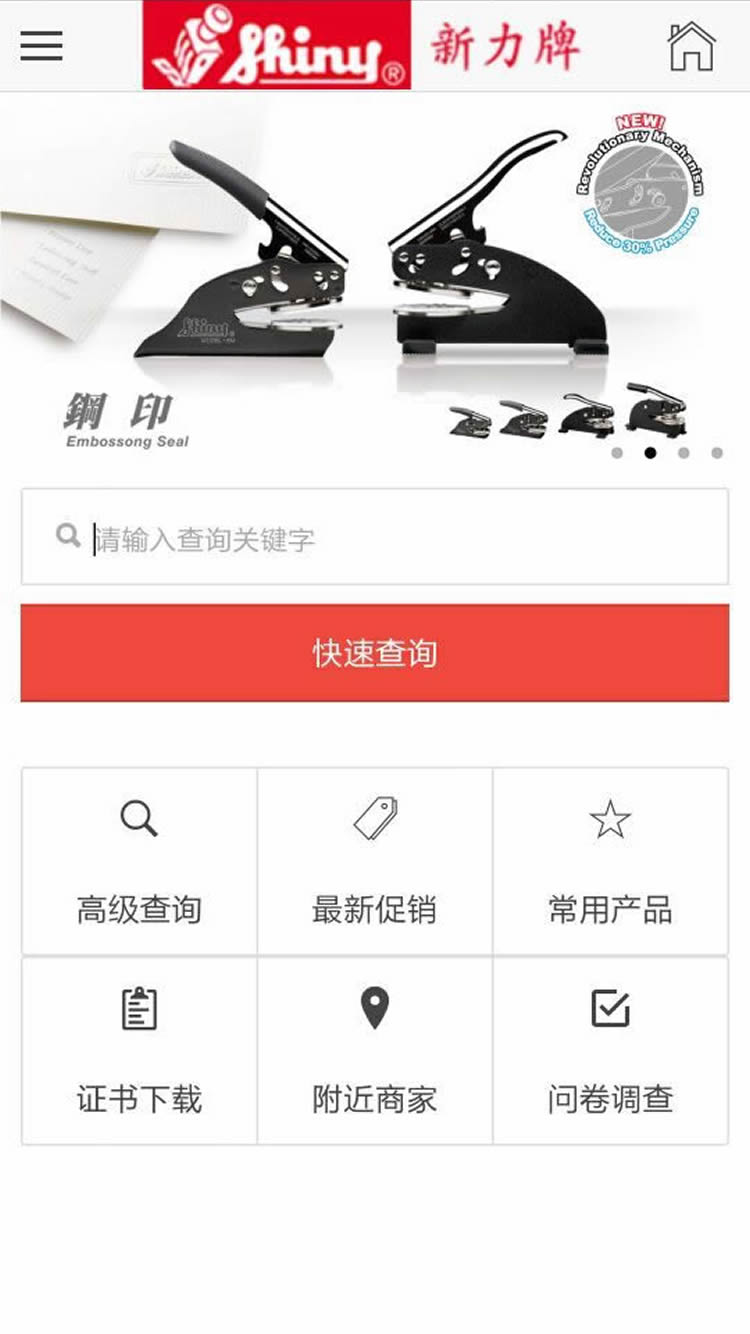 Shiny®
新力牌
NEW!
Revolutionary Mechanism
Reduce 30% Pressure
Shiny
鋼印
Embossong Seal
请输入查询关键字
快速查询
高级查询
最新促销
常用产品
证书下载
附近商家
问卷调查